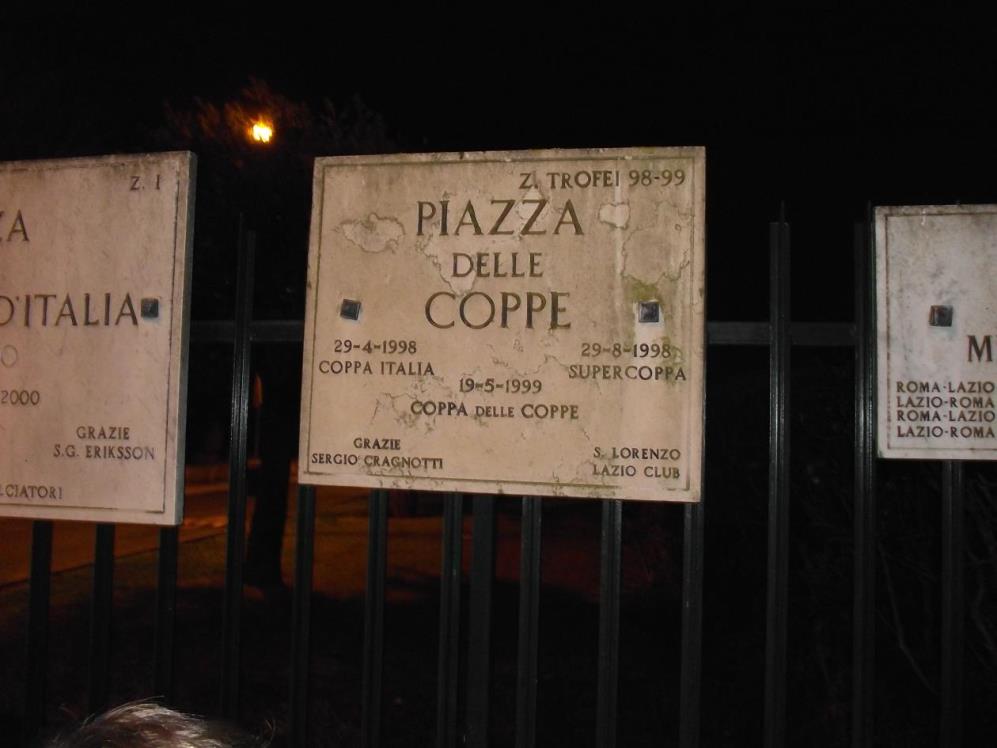 Z. I
D'ITALIA
2000
GRAZIE
S.G. ERIKSSON
Z. TROFEI 98-99
PIAZZA
DELLE
COPPE
29-4-1998
COPPA ITALIA
29-8-1998
SUPERCOPPA
19-5-1999
COPPA DELLE COPPE
GRAZIE
SERGIO CRAGNOTTI
S. LORENZO
LAZIO CLUB
M
ROMA-LAZIO
LAZIO-ROMA
ROMA-LAZIO
LAZIO-ROMA